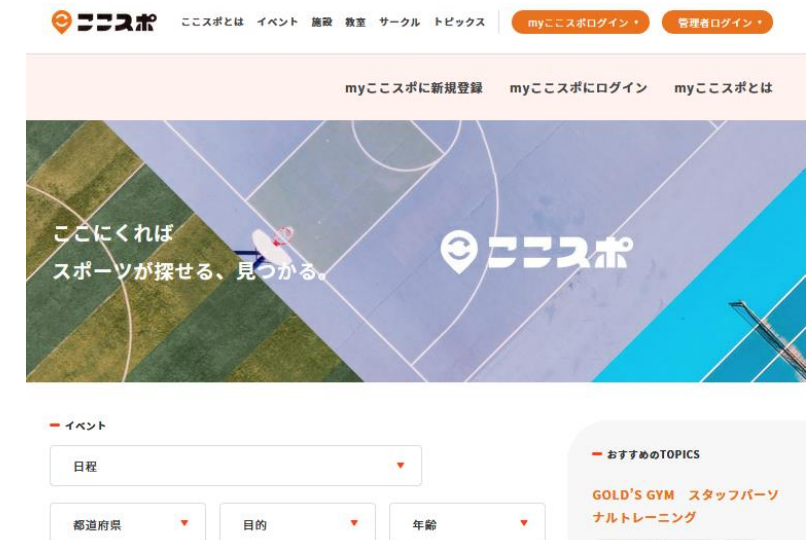 ここスポ
ここスポとは イベント 施設 教室 サークル トピックス
myここスポログイン
管理者ログイン
myここスポに新規登録 myここスポにログイン myここスポとは
ここにくれば
スポーツが探せる、見つかる。
ここスポ
イベント
日程
都道府県 目的 年齢
おすすめのTOPICS
GOLD'S GYM スタッフパーソ
ナルトレーニング